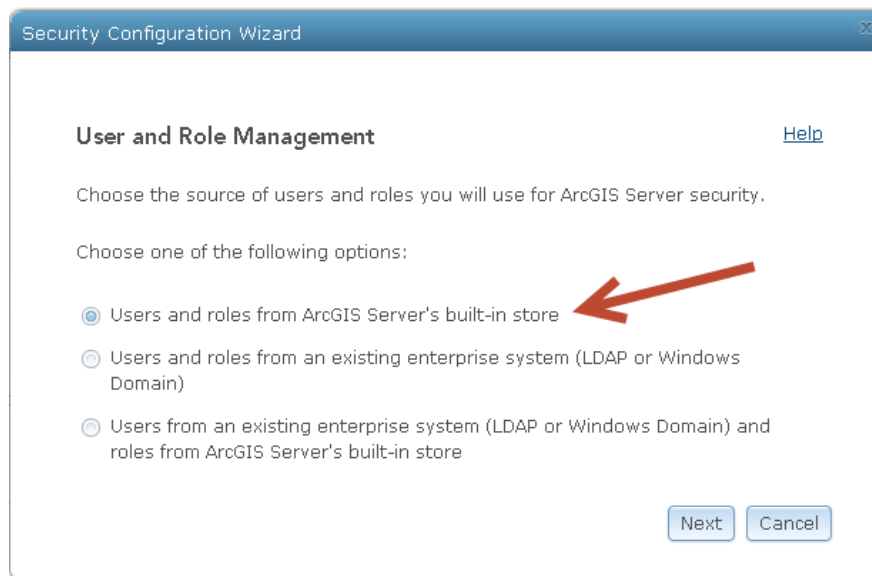 Security Configuration Wizard
User and Role Management
Help
Choose the source of users and roles you will use for ArcGIS Server security.
Choose one of the following options:
Users and roles from ArcGIS Server's built-in store
Users and roles from an existing enterprise system (LDAP or Windows
Domain)
Users from an existing enterprise system (LDAP or Windows Domain) and
roles from ArcGIS Server's built-in store
Next
Cancel